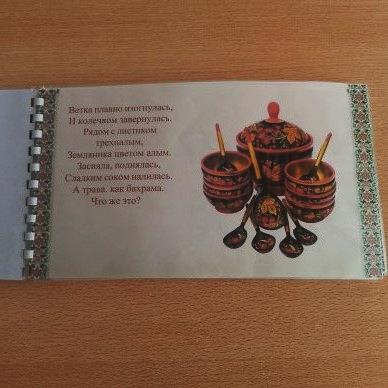 Ветка плавно изогнулась,
И колечком завернулась.
Рядом с листиком
трехпалым,
Земляника цветом алым.
Засияла, поднялась,
Сладким соком налилась.
А трава, как бахрама.
Что же это?